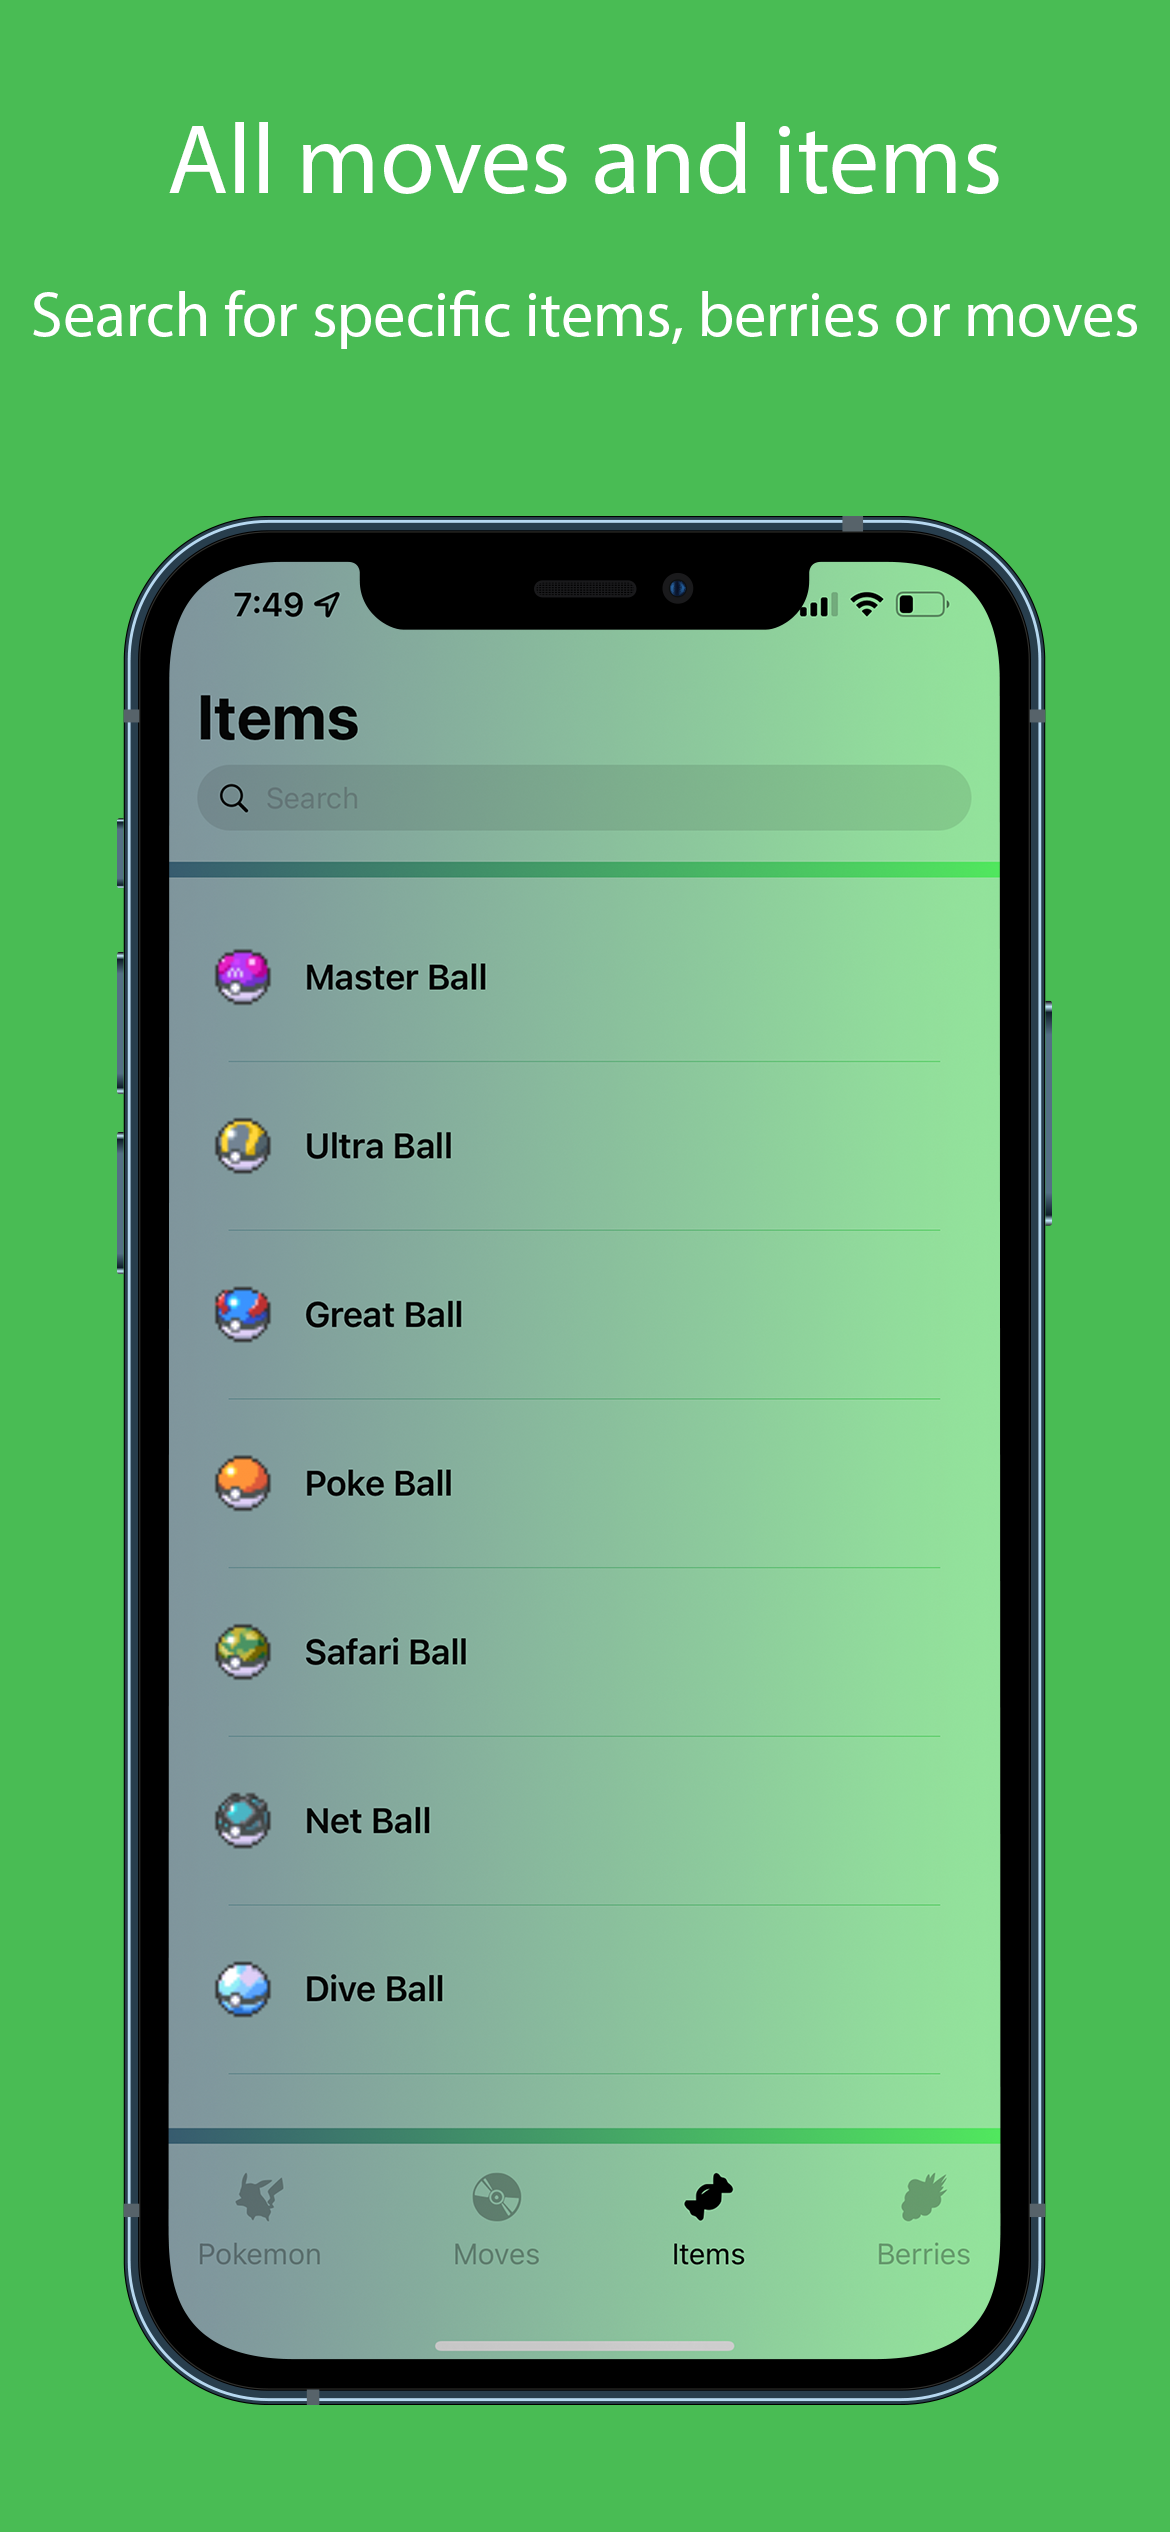 All moves and items
Search for specific items, berries or moves
7:49
Items
Search
Master Ball
Ultra Ball
Great Ball
Poke Ball
Safari Ball
Net Ball
Dive Ball
Pokemon Moves Items Berries